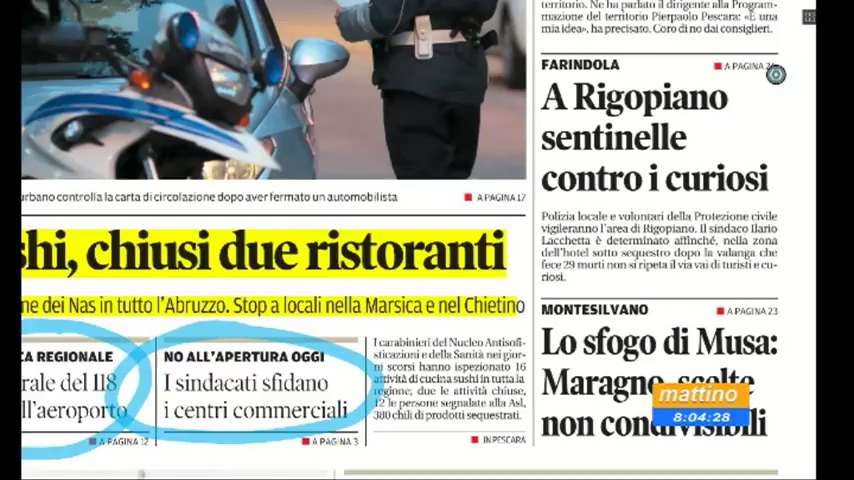 territorio. Ne ha parlato il dirigente alla Program-
mazione del territorio Pierpaolo Pescara: «È una
mia idea», ha precisato. Coro di no dai consiglieri.
FARINDOLA
A PAGINA
A Rigopiano
sentinelle
contro i curiosi
Polizia locale e volontari della Protezione civile
vigileranno l'area di Rigopiano. Il sindaco Ilario
Lacchetta è determinato affinché, nella zona
dell'hotel sotto sequestro dopo la valanga che
fece 29 morti non si ripeta il via vai di turisti e cu-
riosi.
MONTESILVANO
A PAGINA 23
Lo sfogo di Musa:
Maragno, scelte
non condivisibili
urbano controlla la carta di circolazione dopo aver fermato un automobilista
A PAGINA 17
shi, chiusi due ristoranti
ne dei Nas in tutto l'Abruzzo. Stop a locali nella Marsica e nel Chietino
CA REGIONALE
rale del 118
ll'aeroporto
A PAGINA 12
NO ALL'APERTURA OGGI
I sindacati sfidano
i centri commerciali
A PAGINA 3
I carabinieri del Nucleo Antisofi-
sticazioni e della Sanità nei gior-
ni scorsi hanno ispezionato 16
attività di cucina sushi in tutta la
regione; due le attività chiuse,
12 le persone segnalate alla Asl,
380 chili di prodotti sequestrati.
IN PESCARA
mattino
8:04:28